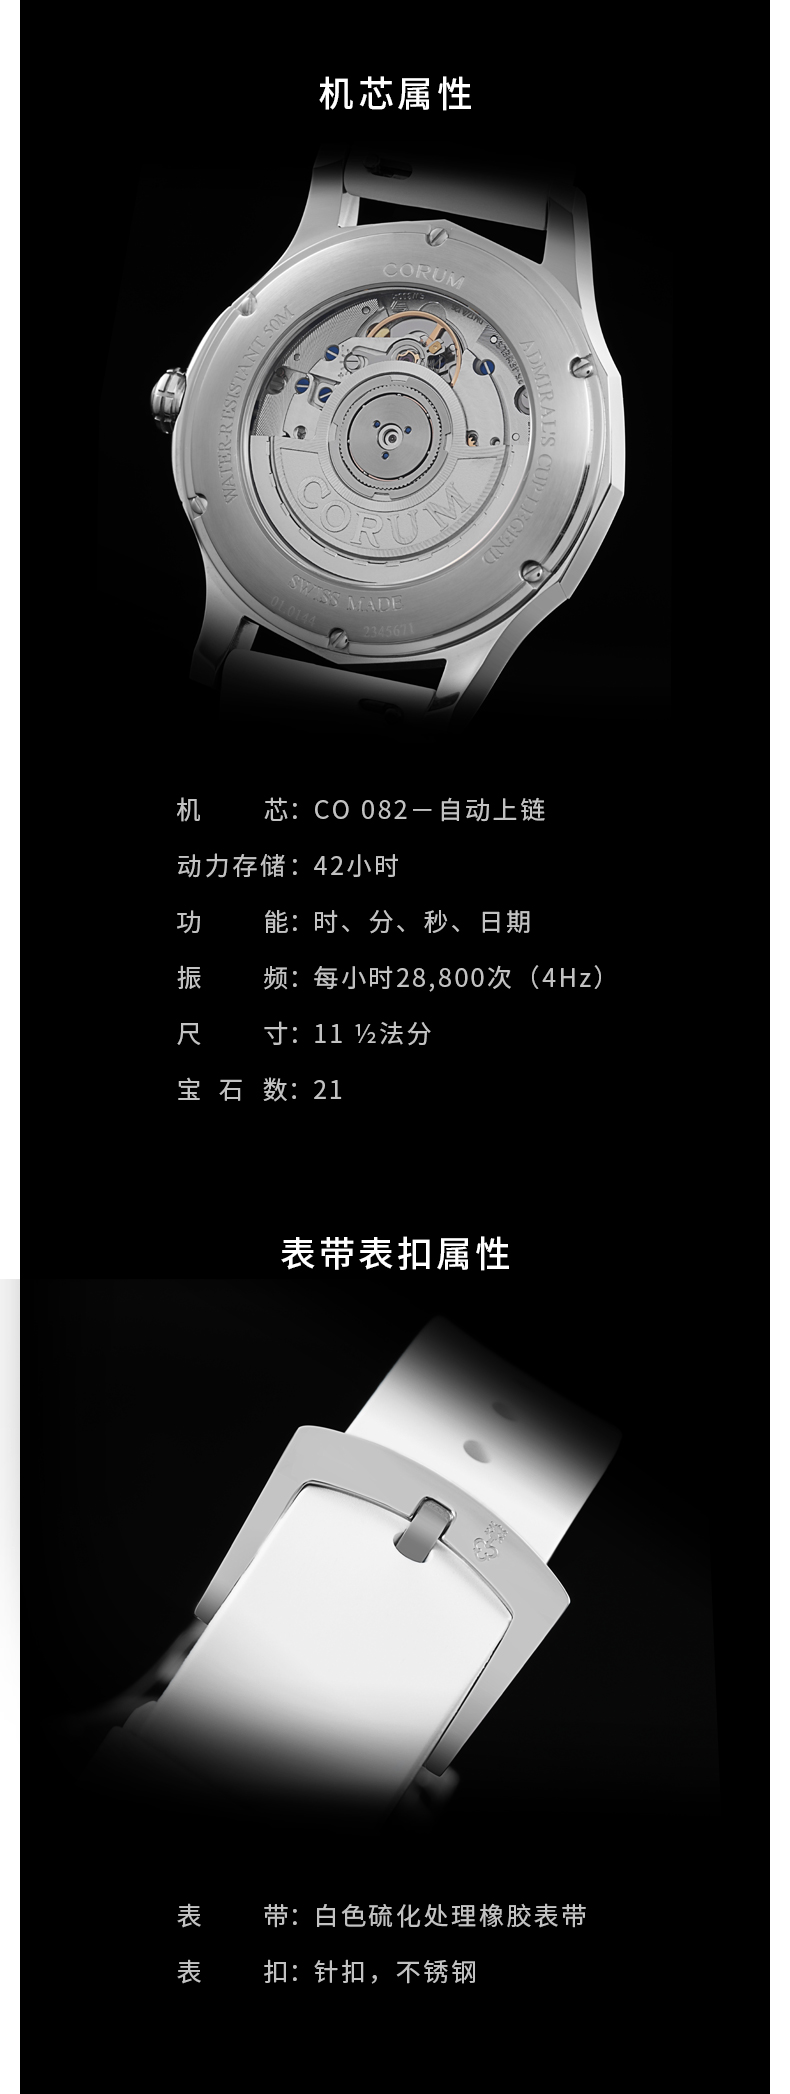 机芯属性
CORUM
WATER-RESISTANT 50M
ADMIRAL'S CUP LEGEND
CORUM
SWISS MADE
01.0144
2345671
机芯：CO 082－自动上链
动力存储：42小时
功能：时、分、秒、日期
振频：每小时28,800次（4Hz）
尺寸：11 ½法分
宝石数：21
表带表扣属性
表带：白色硫化处理橡胶表带
表扣：针扣，不锈钢